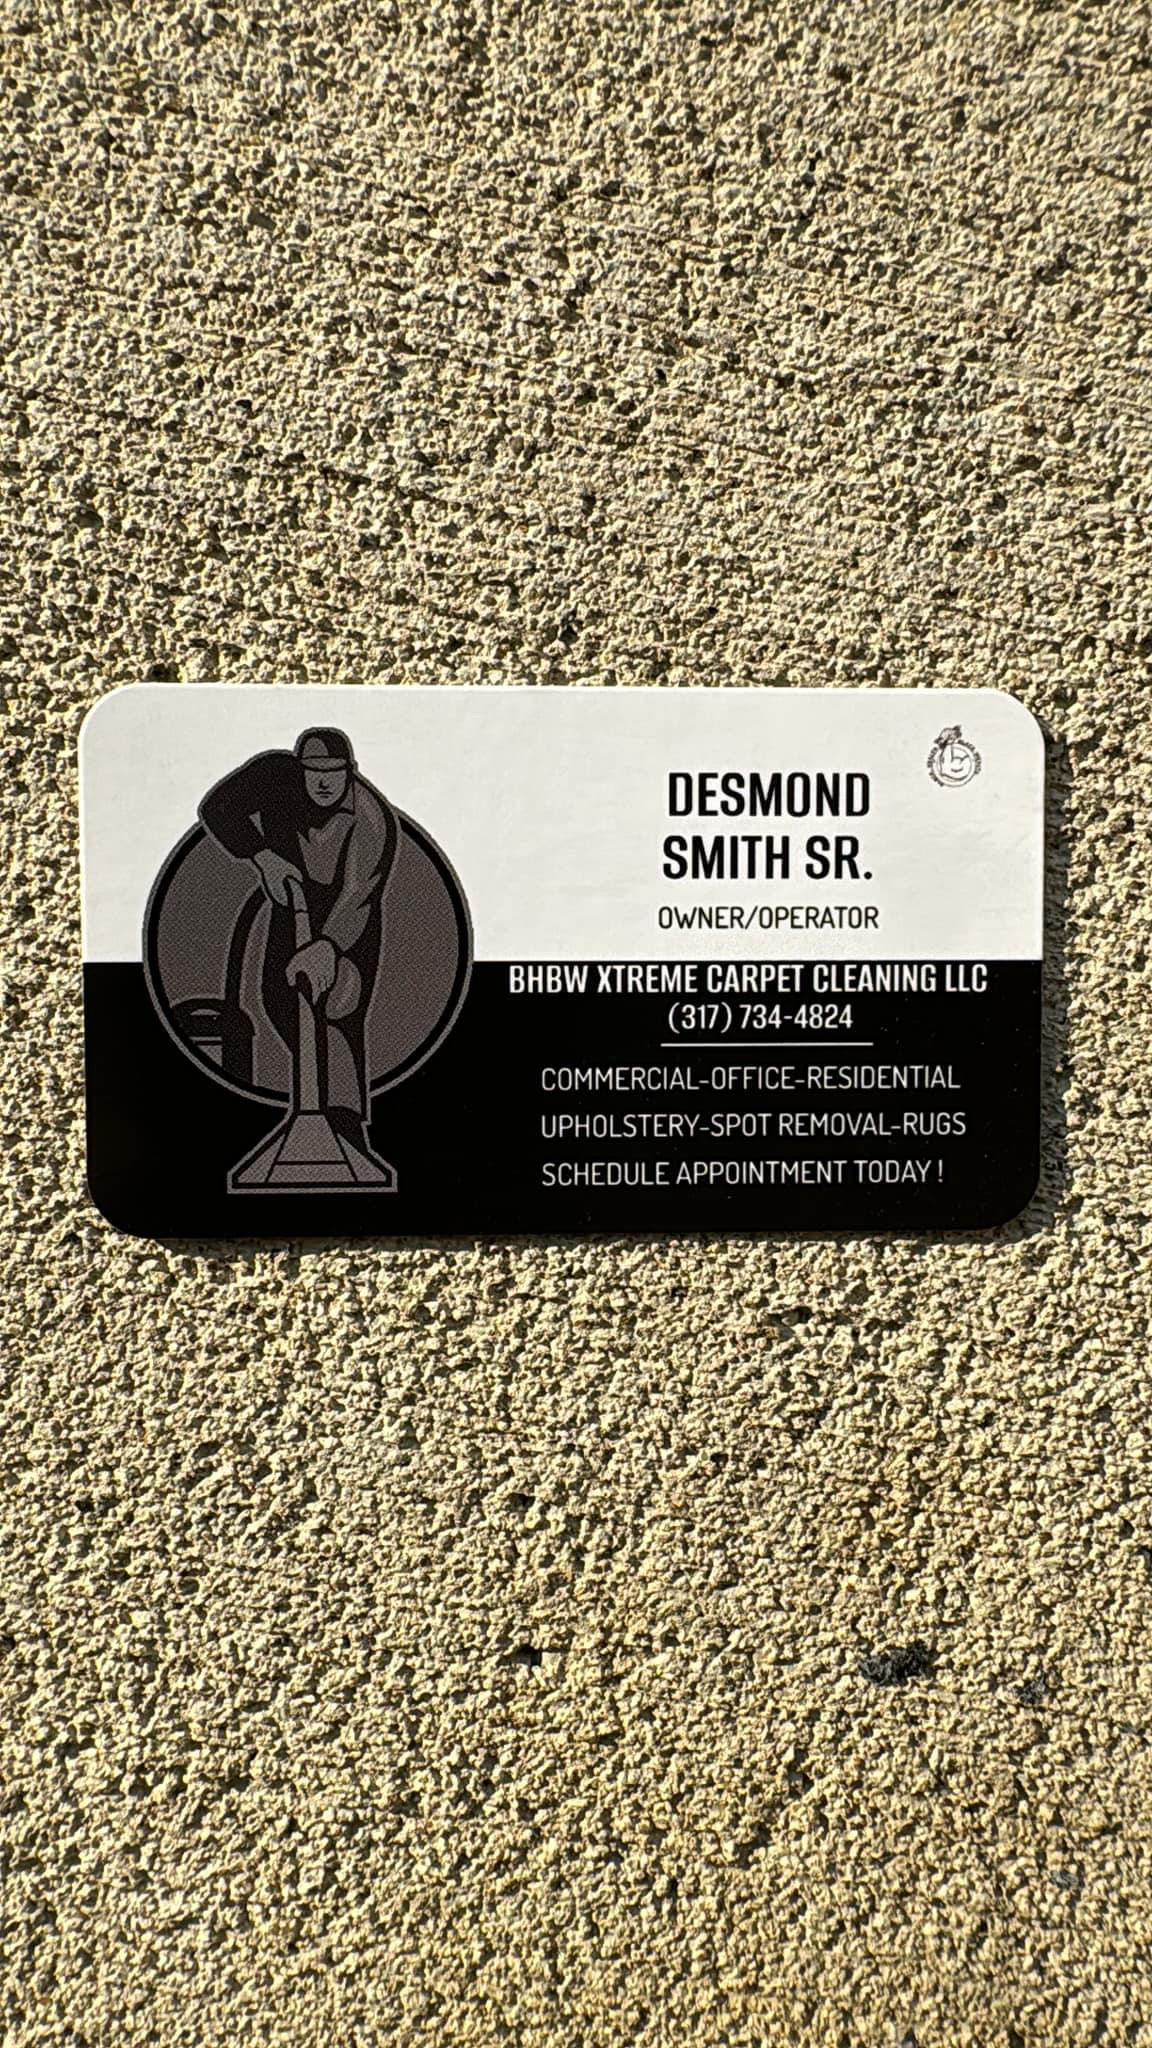 DESMOND
SMITH SR.
OWNER/OPERATOR
BHBW XTREME CARPET CLEANING LLC
(317) 734-4824
COMMERCIAL-OFFICE-RESIDENTIAL
UPHOLSTERY-SPOT REMOVAL-RUGS
SCHEDULE APPOINTMENT TODAY !